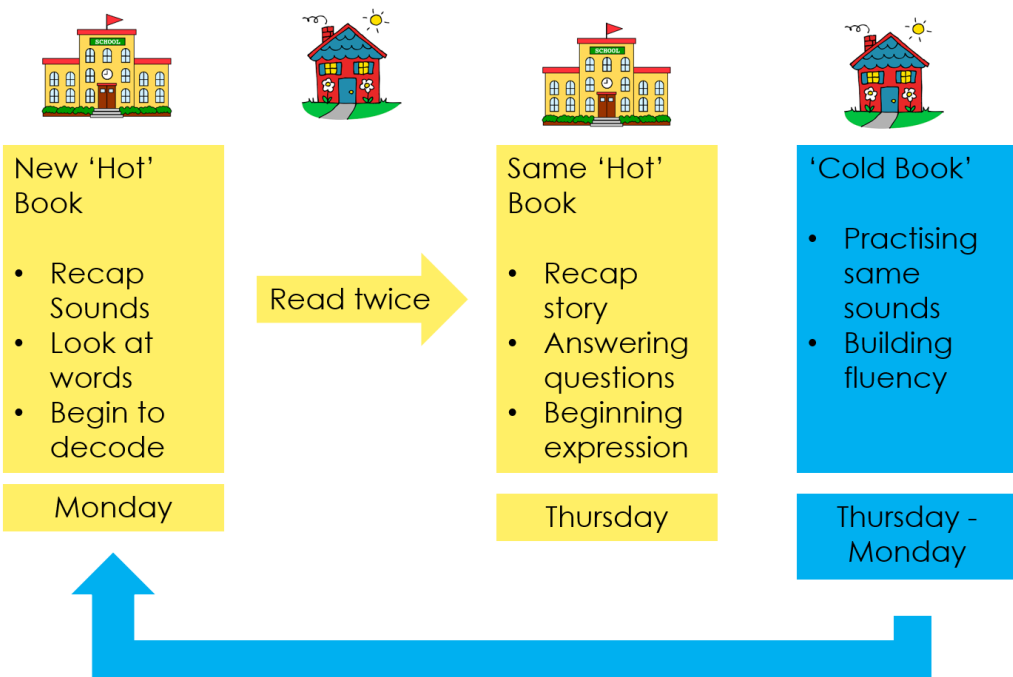 SCHOOL
SCHOOL
New ‘Hot’
Book
• Recap
Sounds
• Look at
words
• Begin to
decode
Monday
Read twice
Same ‘Hot’
Book
• Recap
story
• Answering
questions
• Beginning
expression
Thursday
‘Cold Book’
• Practising
same
sounds
• Building
fluency
Thursday -
Monday